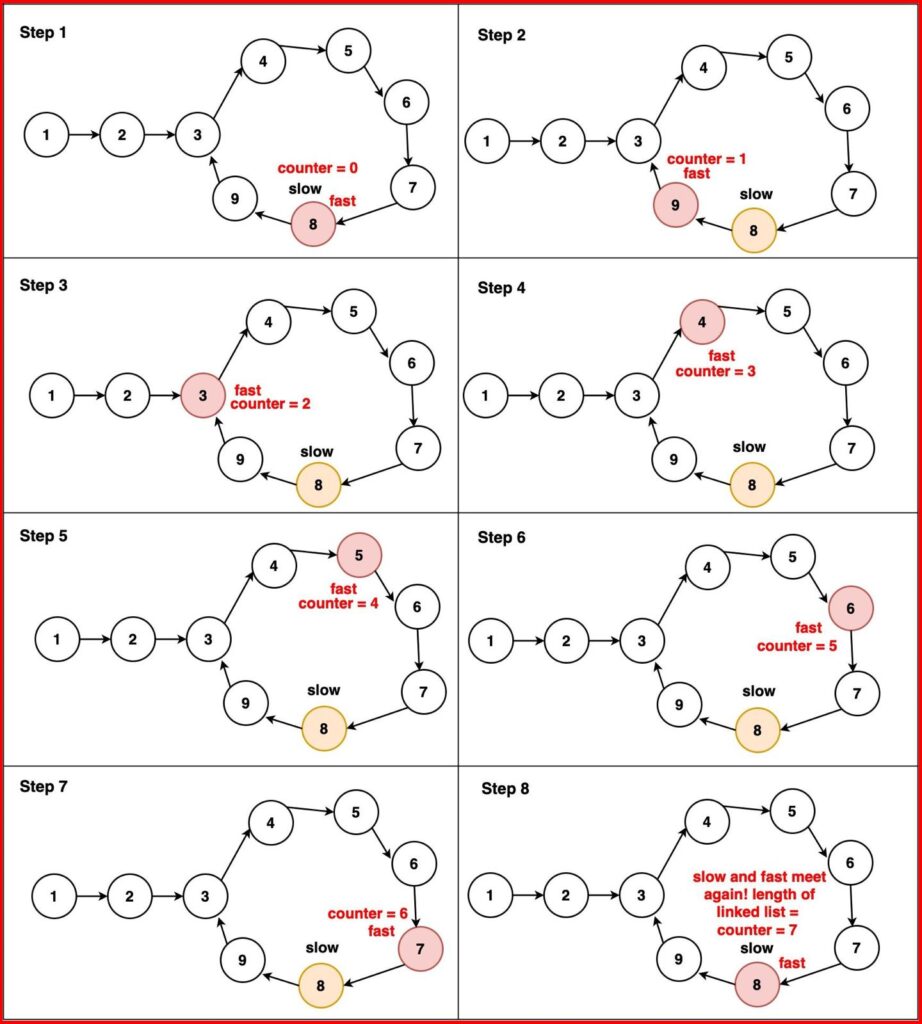 Step 1
4
5
6
1
2
3
counter = 0
slow
fast
7
9
8
Step 2
4
5
6
1
2
3
counter = 1
fast
slow
7
9
8
Step 3
4
5
6
1
2
3
fast
counter = 2
slow
7
9
8
Step 4
4
5
fast
counter = 3
6
1
2
3
slow
7
9
8
Step 5
4
5
fast
counter = 4
6
1
2
3
slow
7
9
8
Step 6
4
5
6
fast
counter = 5
1
2
3
slow
7
9
8
Step 7
4
5
6
1
2
3
counter = 6
fast
7
slow
9
8
Step 8
4
5
6
1
2
3
slow and fast meet
again! length of
linked list =
counter = 7
slow
fast
7
9
8